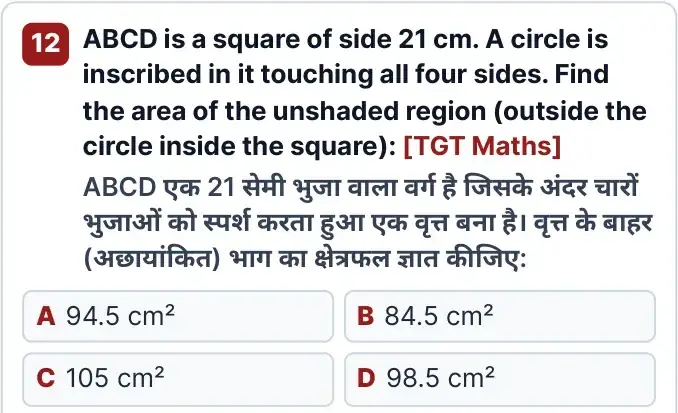 12 ABCD is a square of side 21 cm. A circle is
inscribed in it touching all four sides. Find
the area of the unshaded region (outside the
circle inside the square): [TGT Maths]
ABCD एक 21 सेमी भुजा वाला वर्ग है जिसके अंदर चारों
भुजाओं को स्पर्श करता हुआ एक वृत्त बना है। वृत्त के बाहर
(अछायांकित) भाग का क्षेत्रफल ज्ञात कीजिए:
A 94.5 cm²
B 84.5 cm²
C 105 cm²
D 98.5 cm²